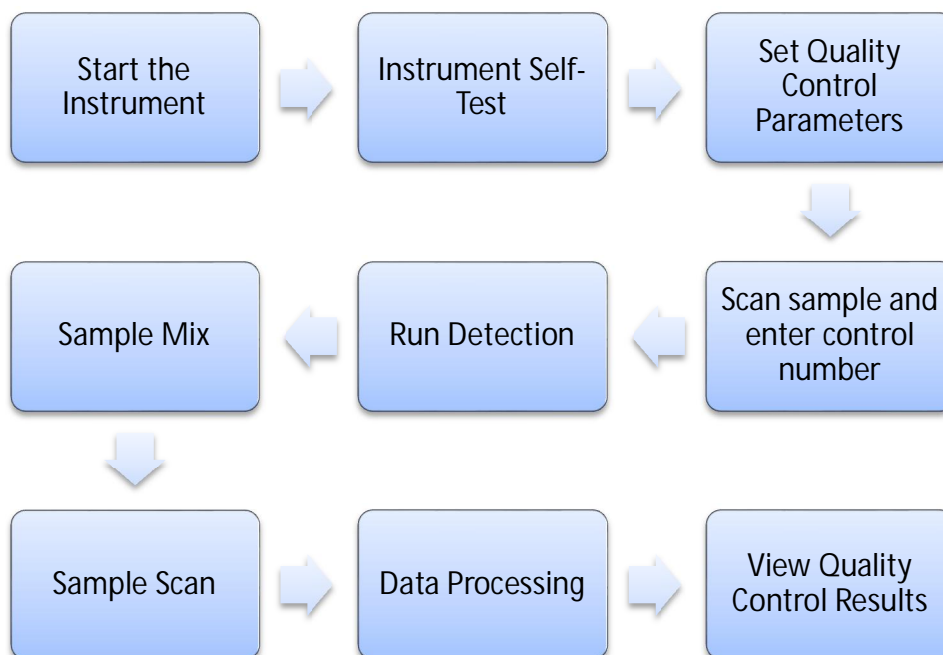 Start the
Instrument
Instrument Self-
Test
Set Quality
Control
Parameters
Scan sample and
enter control
number
Run Detection
Sample Mix
Sample Scan
Data Processing
View Quality
Control Results